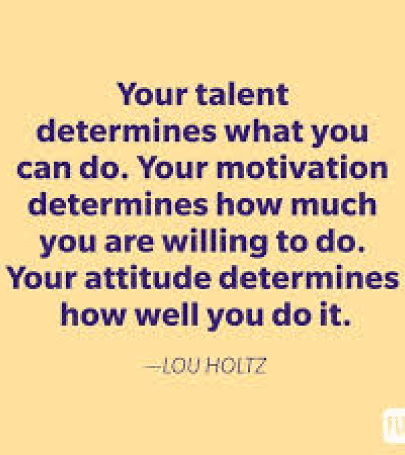 Your talent
determines what you
can do. Your motivation
determines how much
you are willing to do.
Your attitude determines
how well you do it.
—LOU HOLTZ